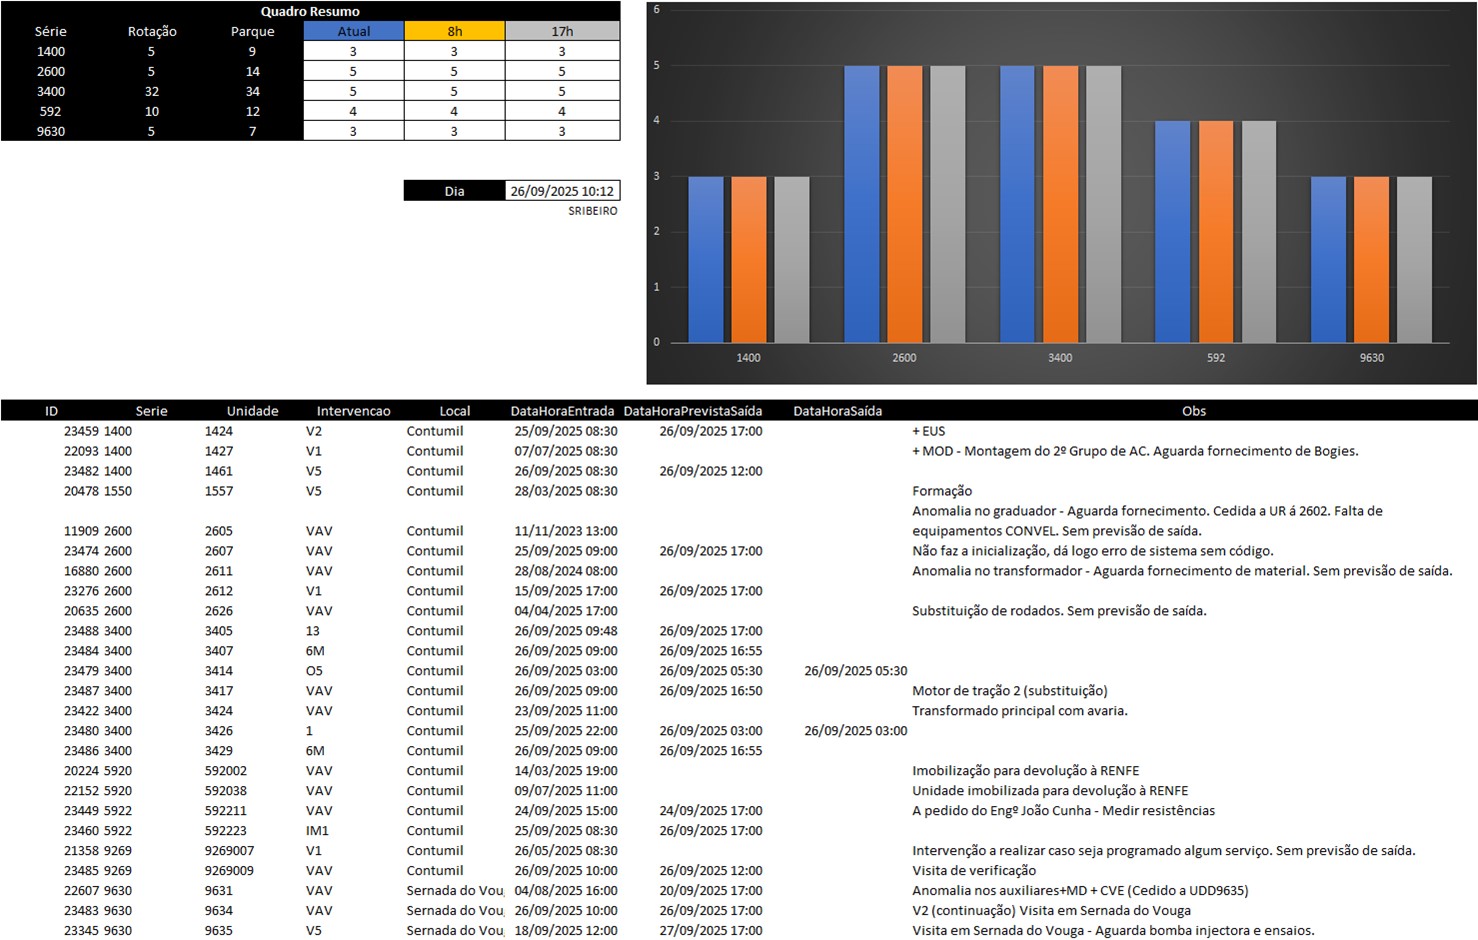 Quadro Resumo
Série Rotação Parque Atual 8h 17h
1400 5 9 3 3 3
2600 5 14 5 5 5
3400 32 34 5 5 5
592 10 12 4 4 4
9630 5 7 3 3 3
Dia 26/09/2025 10:12
SRIBEIRO
6
5
4
3
2
1
0
1400 2600 3400 592 9630
ID Serie Unidade Intervencao Local DataHoraEntrada DataHoraPrevistaSaída DataHoraSaída Obs
23459 1400 1424 V2 Contumil 25/09/2025 08:30 26/09/2025 17:00 + EUS
22093 1400 1427 V1 Contumil 07/07/2025 08:30 + MOD - Montagem do 2º Grupo de AC. Aguarda fornecimento de Bogies.
23482 1400 1461 V5 Contumil 26/09/2025 08:30 26/09/2025 12:00
20478 1550 1557 V5 Contumil 28/03/2025 08:30 Formação
Anomalia no graduador - Aguarda fornecimento. Cedida a UR á 2602. Falta de
11909 2600 2605 VAV Contumil 11/11/2023 13:00 equipamentos CONVEL. Sem previsão de saída.
23474 2600 2607 VAV Contumil 25/09/2025 09:00 26/09/2025 17:00 Não faz a inicialização, dá logo erro de sistema sem código.
16880 2600 2611 VAV Contumil 28/08/2024 08:00 Anomalia no transformador - Aguarda fornecimento de material. Sem previsão de saída.
23276 2600 2612 V1 Contumil 15/09/2025 17:00 26/09/2025 17:00
20635 2600 2626 VAV Contumil 04/04/2025 17:00 Substituição de rodados. Sem previsão de saída.
23488 3400 3405 13 Contumil 26/09/2025 09:48 26/09/2025 17:00
23484 3400 3407 6M Contumil 26/09/2025 09:00 26/09/2025 16:55
23479 3400 3414 O5 Contumil 26/09/2025 03:00 26/09/2025 05:30 26/09/2025 05:30
23487 3400 3417 VAV Contumil 26/09/2025 09:00 26/09/2025 16:50 Motor de tração 2 (substituição)
23422 3400 3424 VAV Contumil 23/09/2025 11:00 Transformado principal com avaria.
23480 3400 3426 1 Contumil 25/09/2025 22:00 26/09/2025 03:00 26/09/2025 03:00
23486 3400 3429 6M Contumil 26/09/2025 09:00 26/09/2025 16:55
20224 5920 592002 VAV Contumil 14/03/2025 19:00 Imobilização para devolução à RENFE
22152 5920 592038 VAV Contumil 09/07/2025 11:00 Unidade imobilizada para devolução à RENFE
23449 5922 592211 VAV Contumil 24/09/2025 15:00 24/09/2025 17:00 A pedido do Engº João Cunha - Medir resistências
23460 5922 592223 IM1 Contumil 25/09/2025 08:30 26/09/2025 17:00
21358 9269 9269007 V1 Contumil 26/05/2025 08:30 Intervenção a realizar caso seja programado algum serviço. Sem previsão de saída.
23485 9269 9269009 VAV Contumil 26/09/2025 10:00 26/09/2025 12:00 Visita de verificação
22607 9630 9631 VAV Sernada do Vou 04/08/2025 16:00 20/09/2025 17:00 Anomalia nos auxiliares+MD + CVE (Cedido a UDD9635)
23483 9630 9634 VAV Sernada do Vou 26/09/2025 10:00 26/09/2025 17:00 V2 (continuação) Visita em Sernada do Vouga
23345 9630 9635 V5 Sernada do Vou 18/09/2025 12:00 27/09/2025 17:00 Visita em Sernada do Vouga - Aguarda bomba injectora e ensaios.